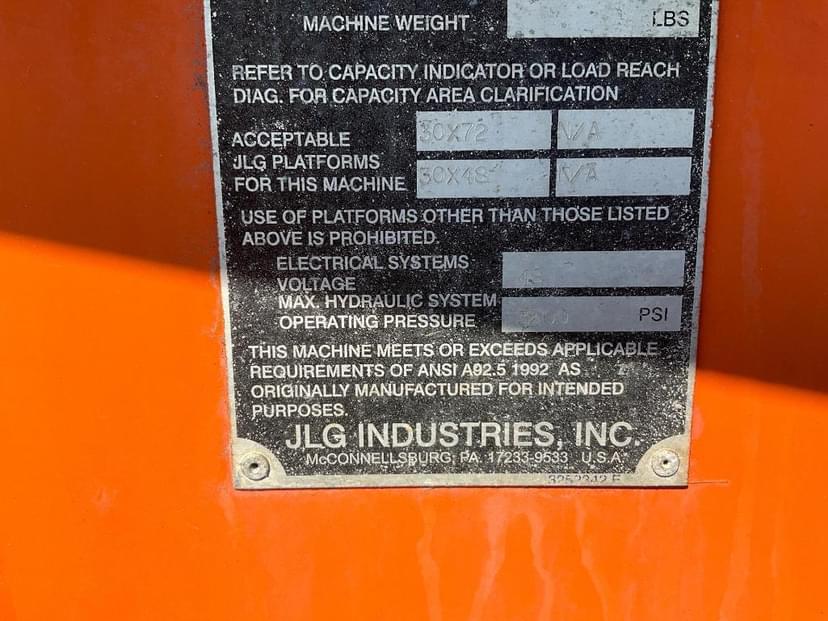 MACHINE WEIGHT LBS
REFER TO CAPACITY INDICATOR OR LOAD REACH
DIAG. FOR CAPACITY AREA CLARIFICATION
ACCEPTABLE 30X72 N/A
JLG PLATFORMS
FOR THIS MACHINE 30X48 N/A
USE OF PLATFORMS OTHER THAN THOSE LISTED
ABOVE IS PROHIBITED.
ELECTRICAL SYSTEMS
VOLTAGE 48
MAX. HYDRAULIC SYSTEM
OPERATING PRESSURE PSI
THIS MACHINE MEETS OR EXCEEDS APPLICABLE
REQUIREMENTS OF ANSI A92.5 1992 AS
ORIGINALLY MANUFACTURED FOR INTENDED
PURPOSES.
JLG INDUSTRIES, INC.
McCONNELLSBURG, PA. 17233-9533 U.S.A.
3252342 E